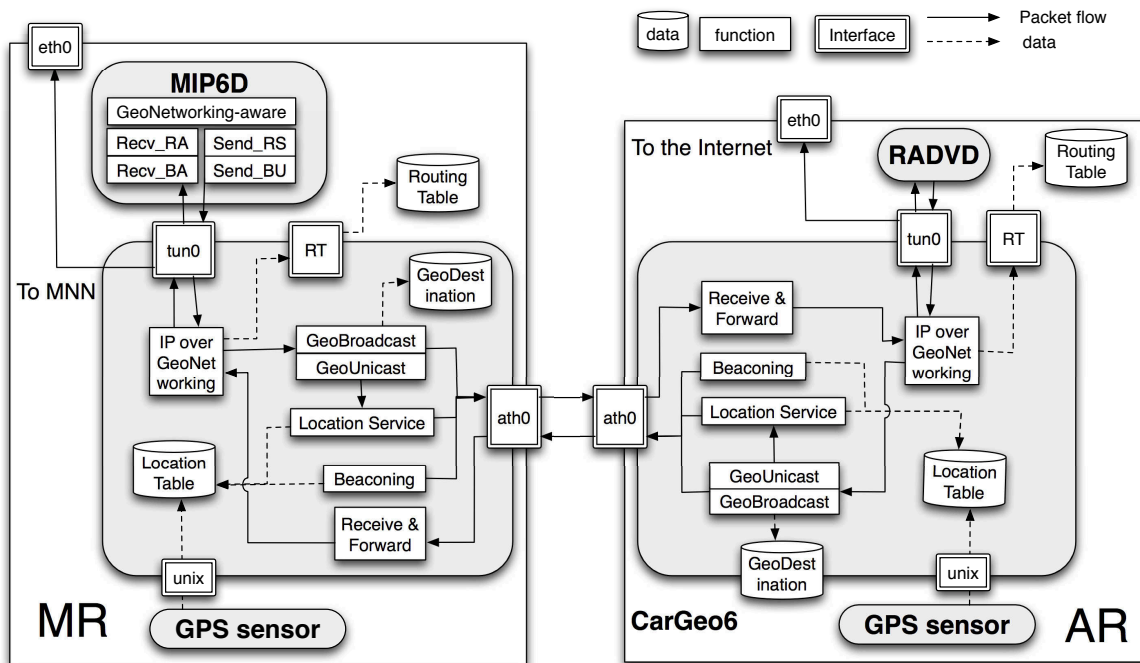 data
function
Interface
Packet flow
data
eth0
MIP6D
GeoNetworking-aware
Recv_RA
Send_RS
Recv_BA
Send_BU
Routing
Table
tun0
RT
To MNN
GeoDest
ination
IP over
GeoNet
working
GeoBroadcast
GeoUnicast
Location Service
ath0
Location
Table
Beaconing
Receive &
Forward
unix
MR
GPS sensor
eth0
To the Internet
RADVD
Routing
Table
tun0
RT
Receive &
Forward
IP over
GeoNet
working
Beaconing
ath0
Location Service
GeoUnicast
GeoBroadcast
Location
Table
GeoDest
ination
unix
CarGeo6
GPS sensor
AR